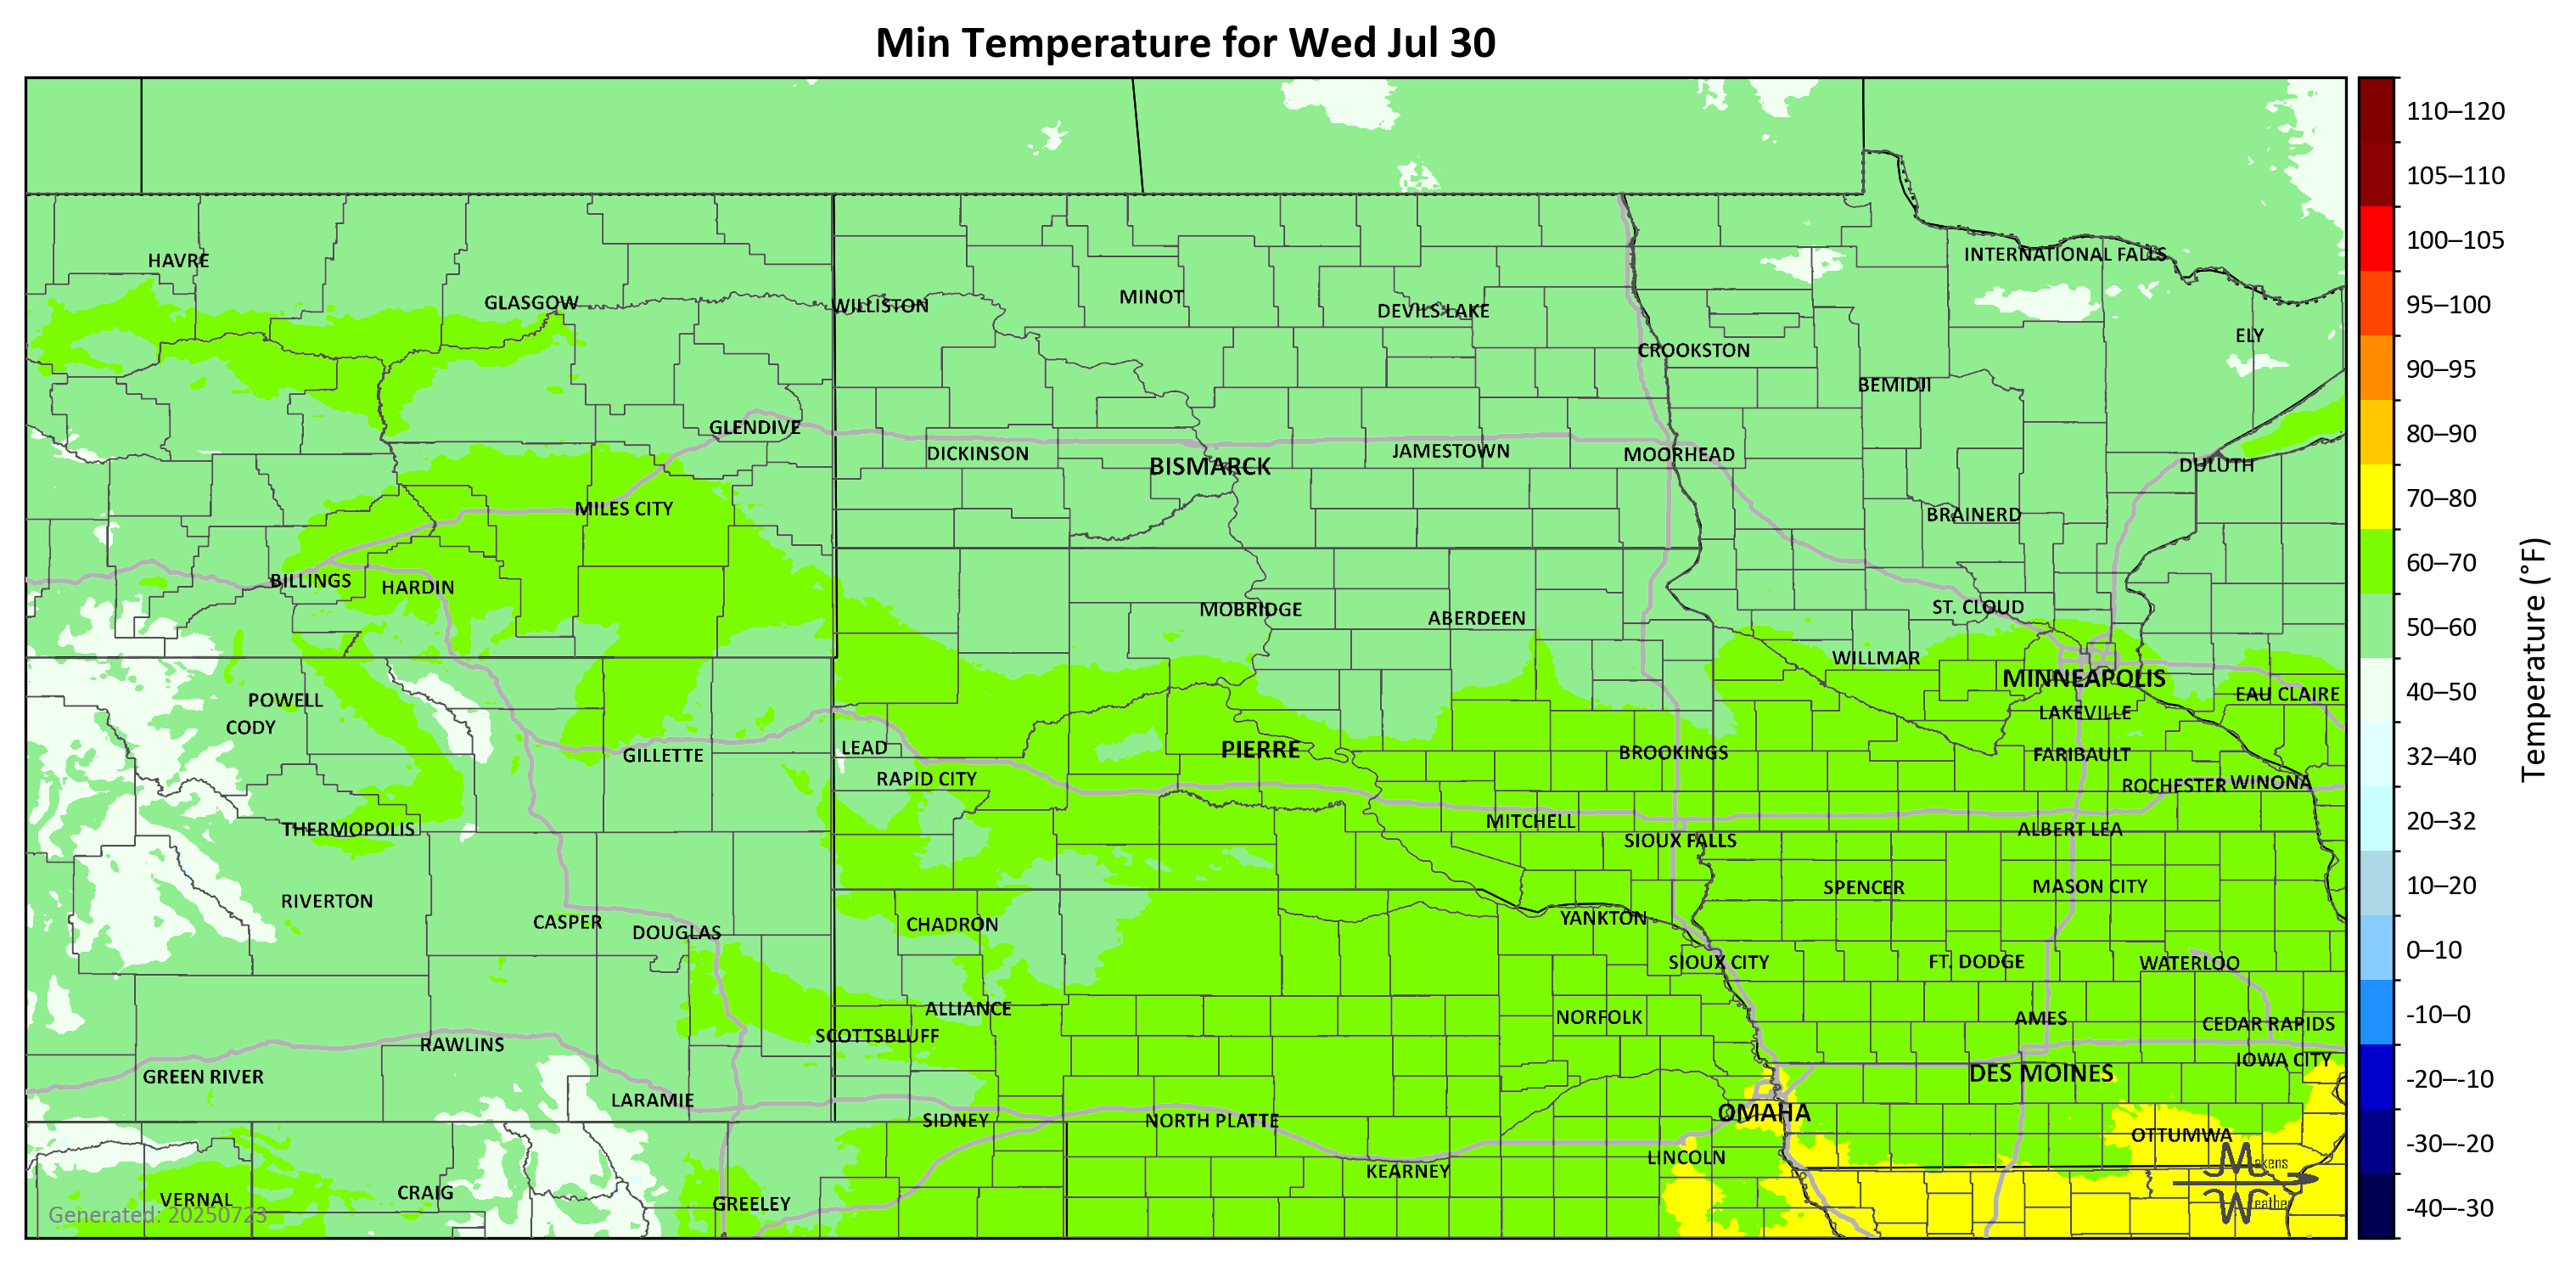 Min Temperature for Wed Jul 30
110–120
105–110
100–105
95–100
90–95
80–90
70–80
60–70
50–60
40–50
32–40
20–32
10–20
0–10
-10–0
-20–-10
-30–-20
-40–-30
Temperature (°F)
HAVRE
GLASGOW
WILLISTON
MINOT
DEVILS LAKE
INTERNATIONAL FALLS
CROOKSTON
ELY
BEMIDJI
GLENDIVE
DICKINSON
BISMARCK
JAMESTOWN
MOORHEAD
DULUTH
MILES CITY
BRAINERD
BILLINGS
HARDIN
MOBRIDGE
ABERDEEN
ST. CLOUD
WILLMAR
MINNEAPOLIS
EAU CLAIRE
POWELL
CODY
LAKEVILLE
GILLETTE
LEAD
PIERRE
BROOKINGS
FARIBAULT
RAPID CITY
ROCHESTER
WINONA
THERMOPOLIS
MITCHELL
SIOUX FALLS
ALBERT LEA
RIVERTON
SPENCER
MASON CITY
CASPER
DOUGLAS
CHADRON
YANKTON
SIOUX CITY
FT. DODGE
WATERLOO
ALLIANCE
NORFOLK
AMES
CEDAR RAPIDS
SCOTTSBLUFF
RAWLINS
IOWA CITY
GREEN RIVER
DES MOINES
LARAMIE
SIDNEY
NORTH PLATTE
OMAHA
OTTUMWA
KEARNEY
LINCOLN
VERNAL
CRAIG
GREELEY
Makens
Weather
Generated: 20250723